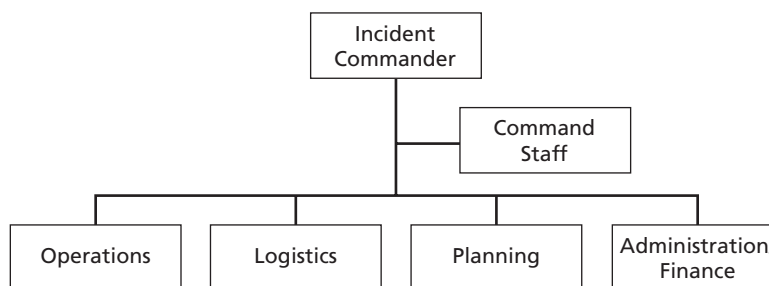 Incident
Commander
Command
Staff
Operations
Logistics
Planning
Administration
Finance